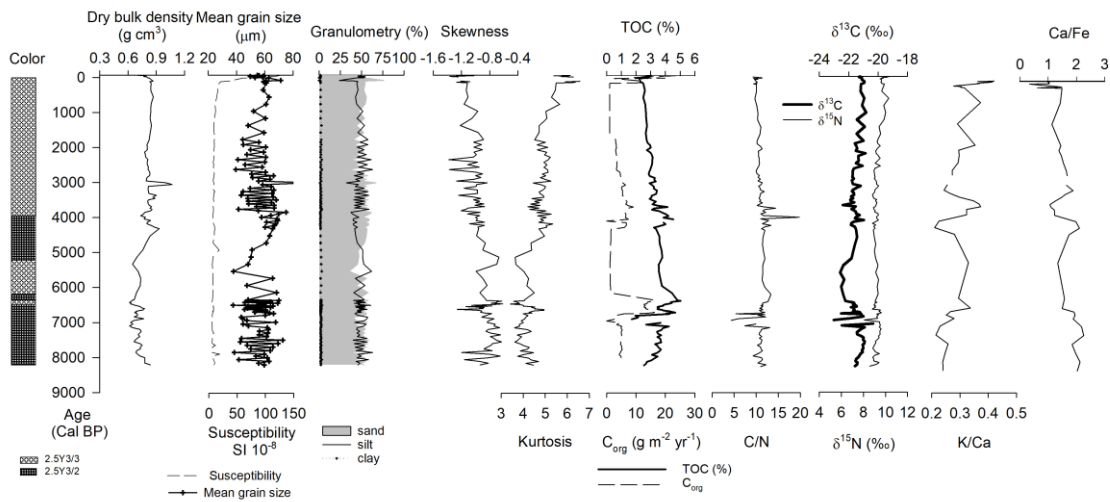 Dry bulk density Mean grain size
(g cm³) (μm) Granulometry (%) Skewness TOC (%) δ¹³C (‰) Ca/Fe
Color 0.3 0.6 0.9 1.2 20 40 60 80 0 25 50 75 100 -1.6 -1.2 -0.8 -0.4 0 1 2 3 4 5 6 -24 -22 -20 -18 0 1 2 3
0
1000
δ¹³C
δ¹⁵N
2000
3000
4000
5000
6000
7000
8000
9000
Age
(Cal BP)
0 50 100 150 3 4 5 6 7 0 5 10 15 20 25 30 0 5 10 15 20 4 6 8 10 12 0.2 0.3 0.4 0.5
Susceptibility
SI 10⁻⁸
Kurtosis C_org (g m⁻² yr⁻¹) C/N δ¹⁵N (‰) K/Ca
sand
silt
clay
2.5Y3/3
2.5Y3/2
Susceptibility
Mean grain size
TOC (%)
C_org